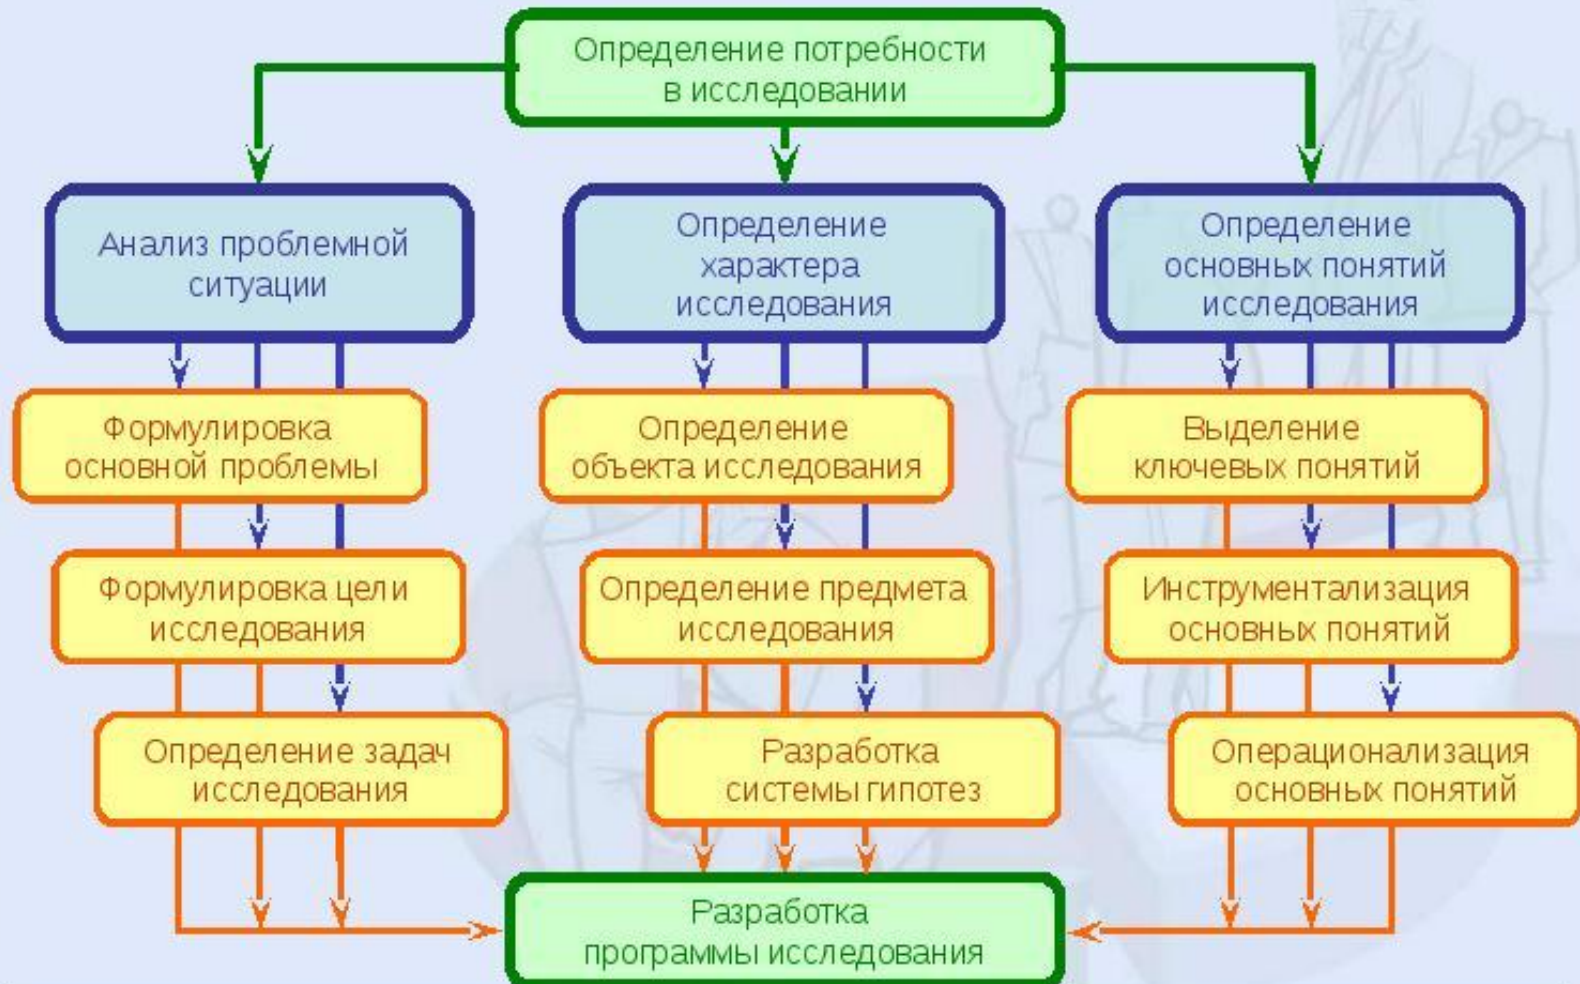 Определение потребности
в исследовании
Анализ проблемной
ситуации
Определение
характера
исследования
Определение
основных понятий
исследования
Формулировка
основной проблемы
Определение
объекта исследования
Выделение
ключевых понятий
Формулировка цели
исследования
Определение предмета
исследования
Инструментализация
основных понятий
Определение задач
исследования
Разработка
системы гипотез
Операционализация
основных понятий
Разработка
программы исследования